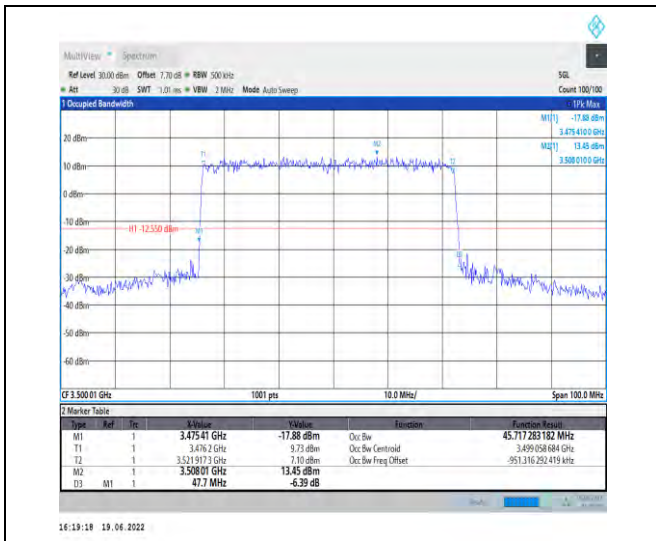 MultiView Spectrum
Ref Level 30.00 dBm Offset 7.70 dB RBW 500 kHz SGL
Att 30 dB SWT 1.01 ms VBW 2 MHz Mode Auto Sweep Count 100/100
1 Occupied Bandwidth 1Pk Max
M1[1] -17.88 dBm
3.475 4100 GHz
M2[1] 13.45 dBm
3.508 0100 GHz
20 dBm
M2
T1
T2
10 dBm
0 dBm
-10 dBm
H1 -12.550 dBm
M1
-20 dBm
D3
-30 dBm
-40 dBm
-50 dBm
-60 dBm
CF 3.500 01 GHz 1001 pts 10.0 MHz/ Span 100.0 MHz
2 Marker Table
Type Ref Trc X-Value Y-Value Function Function Result
M1 1 3.475 41 GHz -17.88 dBm Occ Bw 45.717 283 182 MHz
T1 1 3.476 2 GHz 9.73 dBm Occ Bw Centroid 3.499 058 684 GHz
T2 1 3.521 917 3 GHz 7.10 dBm Occ Bw Freq Offset -951.316 292 419 kHz
M2 1 3.508 01 GHz 13.45 dBm
D3 M1 1 47.7 MHz -6.39 dB
16:19:18 19.06.2022